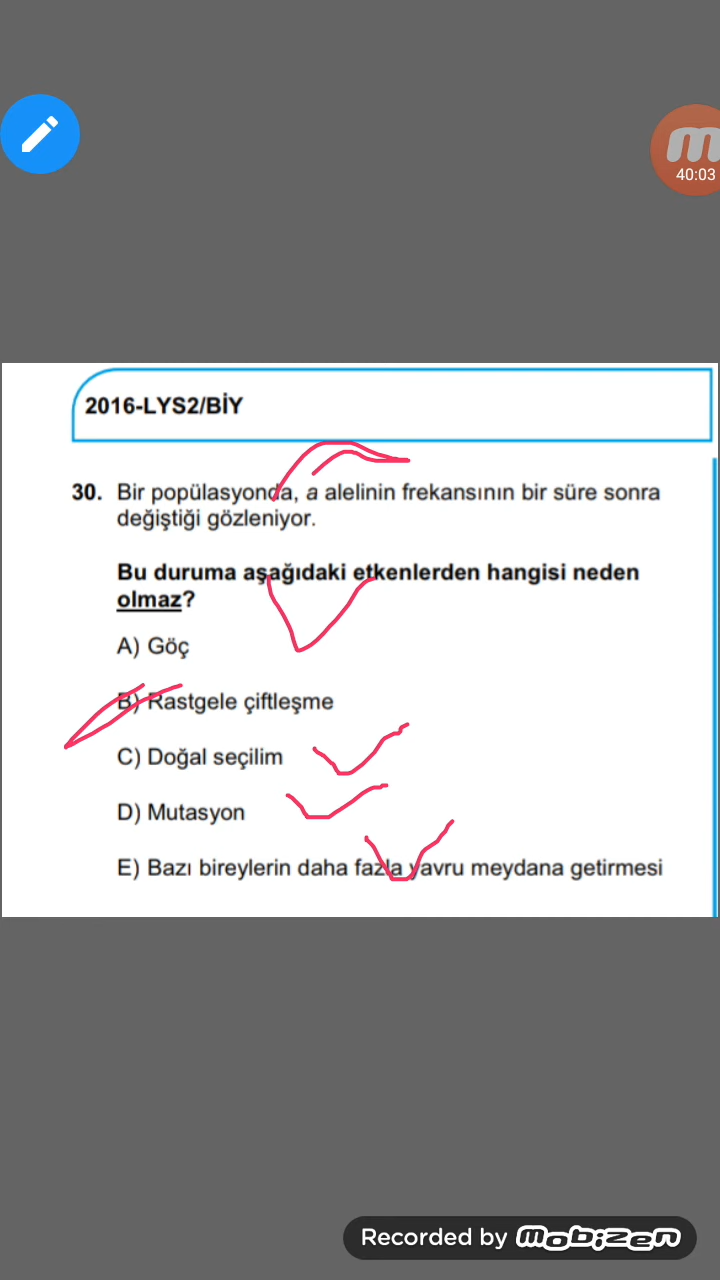 40:03
2016-LYS2/BİY
30. Bir popülasyonda, a alelinin frekansının bir süre sonra
değiştiği gözleniyor.
Bu duruma aşağıdaki etkenlerden hangisi neden
olmaz?
A) Göç
B) Rastgele çiftleşme
C) Doğal seçilim
D) Mutasyon
E) Bazı bireylerin daha fazla yavru meydana getirmesi
Recorded by mobizen